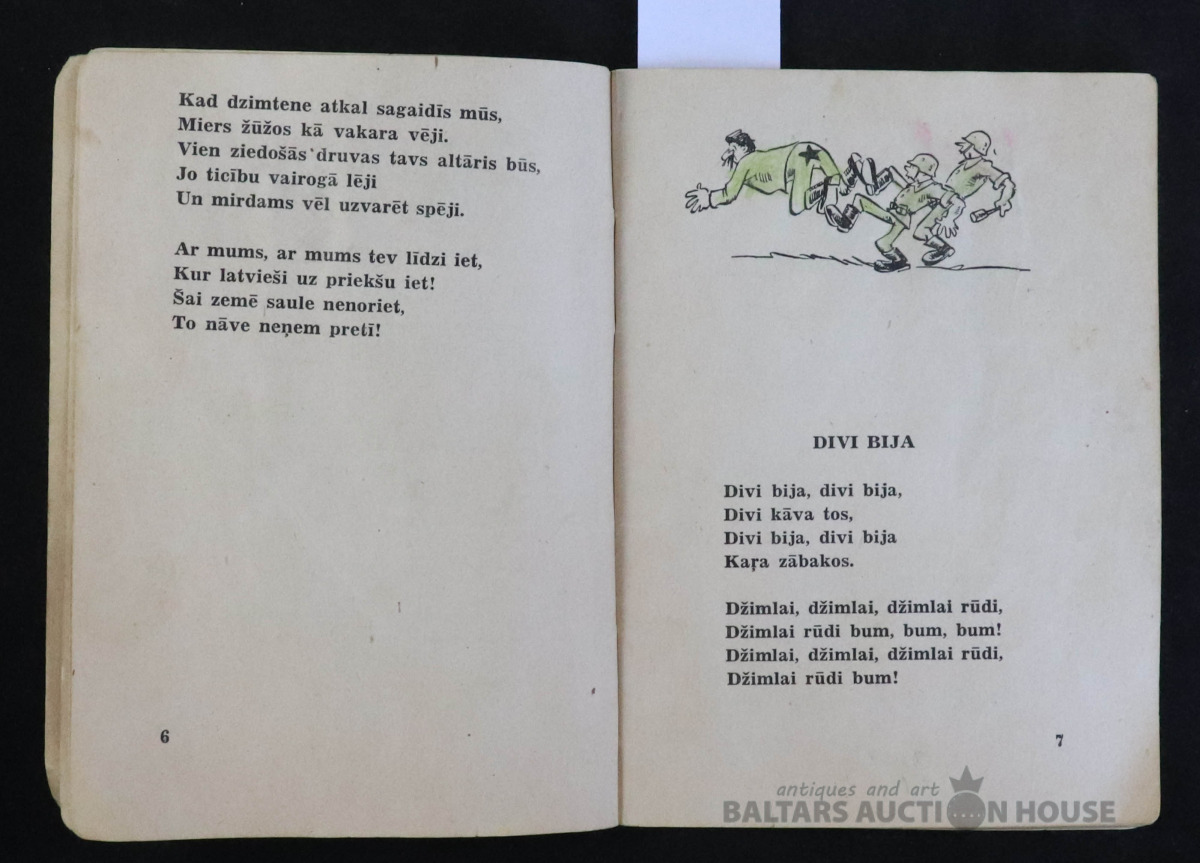 Kad dzimtene atkal sagaidīs mūs,
Miers žūžos kā vakara vēji.
Vien ziedošās druvas tavs altāris būs,
Jo ticību vairogā lēji
Un mirdams vēl uzvarēt spēji.
Ar mums, ar mums tev līdzi iet,
Kur latvieši uz priekšu iet!
Šai zemē saule nenoriet,
To nāve neņem pretī!
6
DIVI BIJA
Divi bija, divi bija,
Divi kāva tos,
Divi bija, divi bija
Kaŗa zābakos.
Džimlai, džimlai, džimlai rūdi,
Džimlai rūdi bum, bum, bum!
Džimlai, džimlai, džimlai rūdi,
Džimlai rūdi bum!
7
antiques and art
BALTARS AUCTION HOUSE